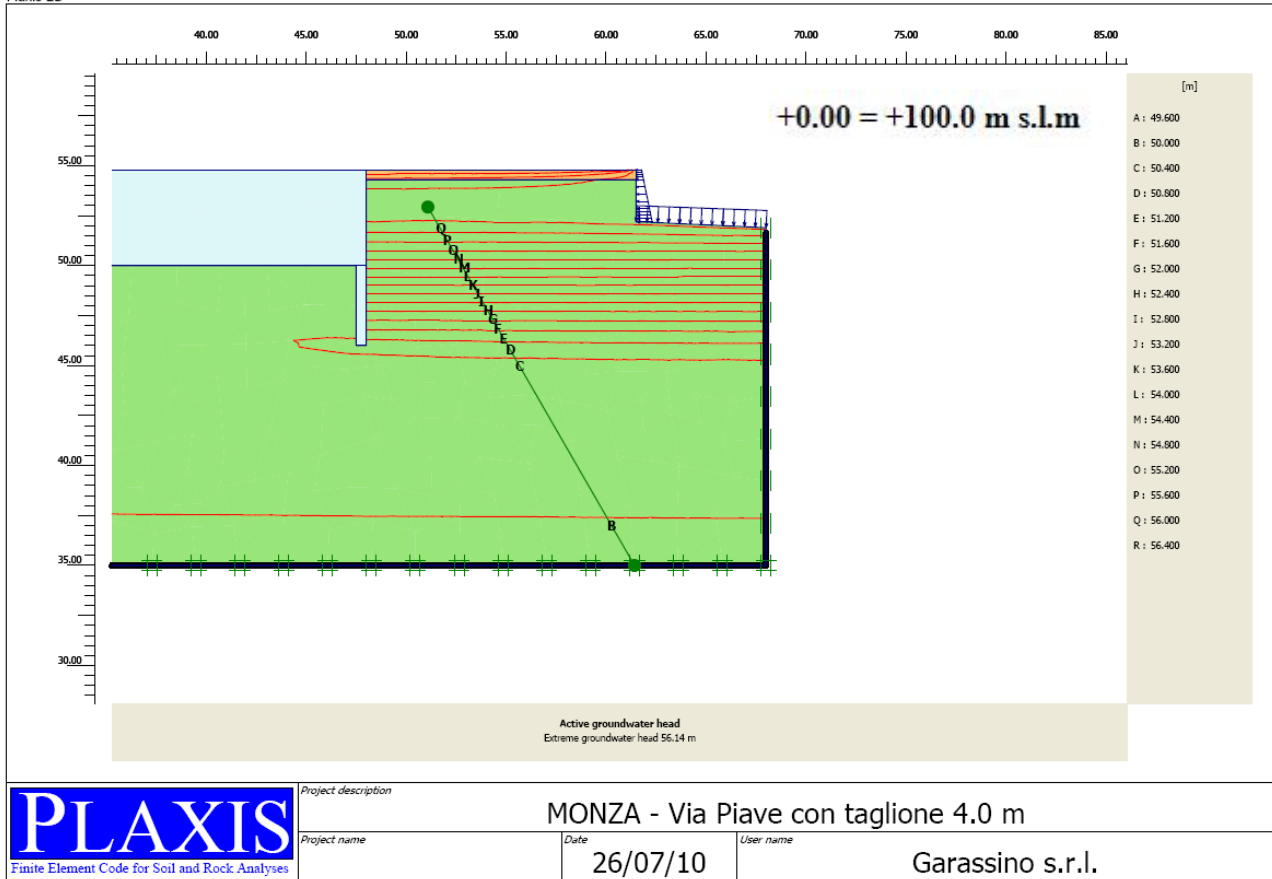 40.00 45.00 50.00 55.00 60.00 65.00 70.00 75.00 80.00 85.00
[m]
+0.00 = +100.0 m s.l.m
A : 49.600
B : 50.000
C : 50.400
D : 50.800
E : 51.200
F : 51.600
G : 52.000
H : 52.400
I : 52.800
J : 53.200
K : 53.600
L : 54.000
M : 54.400
N : 54.800
O : 55.200
P : 55.600
Q : 56.000
R : 56.400
55.00
50.00
45.00
40.00
35.00
30.00
Q
P
O
N
M
L
K
J
I
H
G
F
E
D
C
B
Active groundwater head
Extreme groundwater head 56.14 m
PLAXIS
Finite Element Code for Soil and Rock Analyses
Project description
MONZA - Via Piave con taglione 4.0 m
Project name
Date
26/07/10
User name
Garassino s.r.l.